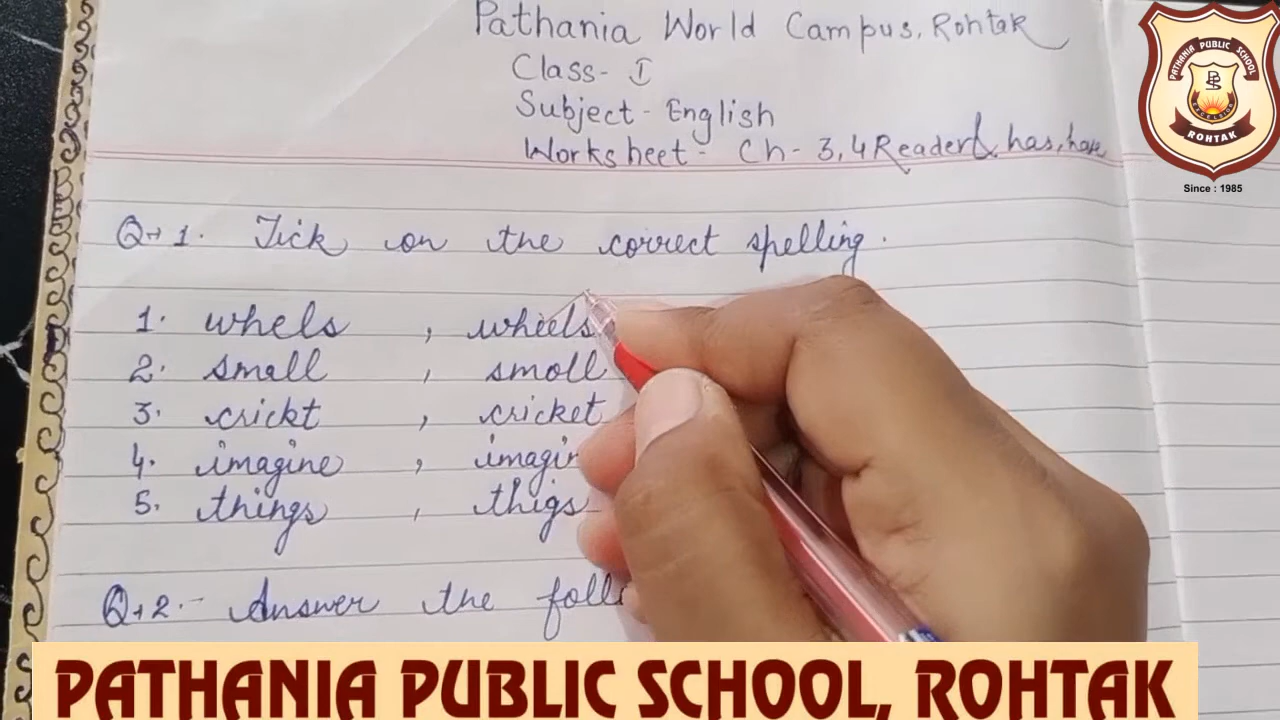 Pathania World Campus, Rohtak
Class- I
Subject- English
Worksheet- Ch- 3,4 Reader & has, have
Q→1. Tick on the correct spelling.
1. whels , wheels
2. small , smoll
3. crickt , cricket
4. imagine ,
5. things , thigs
Q→2.- Answer the
PATHANIA PUBLIC SCHOOL
EXCELSIOR
ROHTAK
Since : 1985
PATHANIA PUBLIC SCHOOL, ROHTAK